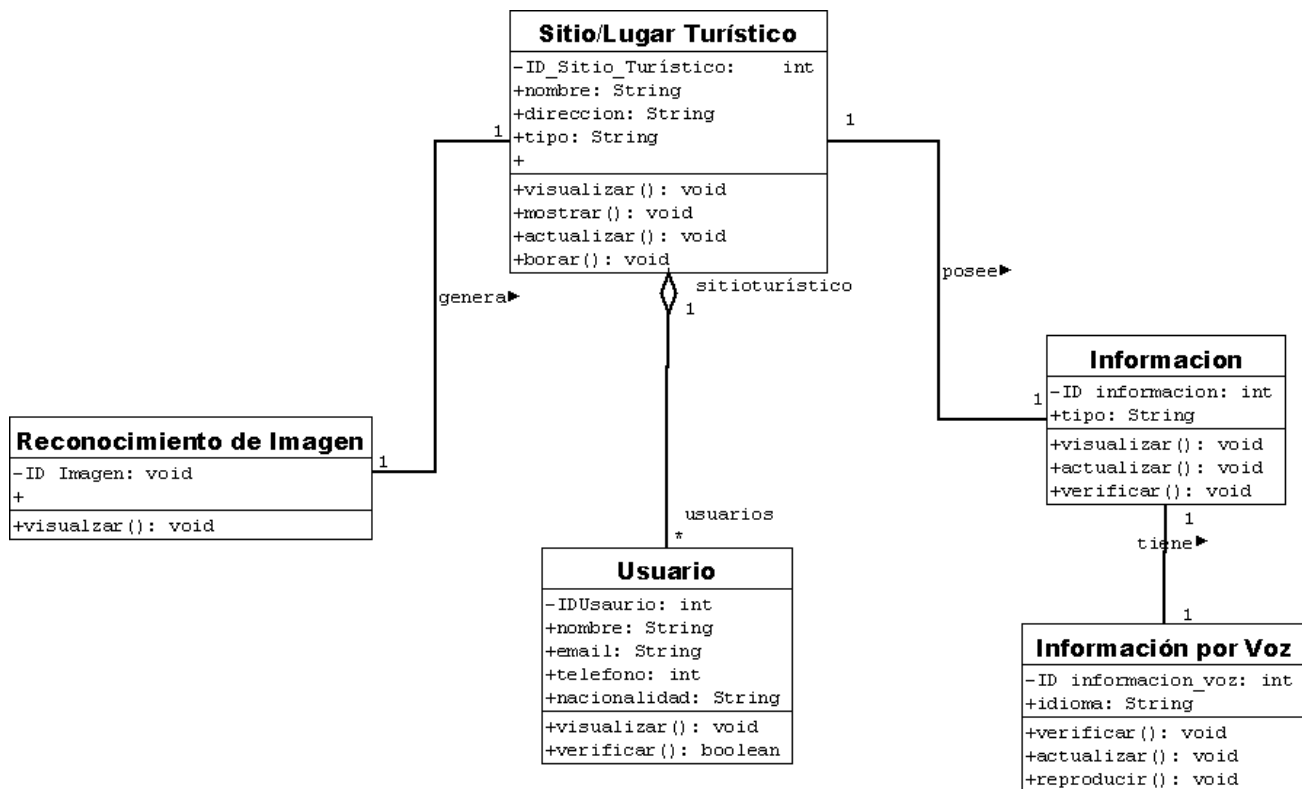 Sitio/Lugar Turístico
-ID_Sitio_Turístico: int
+nombre: String
+direccion: String
+tipo: String
+
+visualizar(): void
+mostrar(): void
+actualizar(): void
+borar(): void
1
1
genera▶
posee▶
sitioturístico
1
Informacion
-ID informacion: int
+tipo: String
+visualizar(): void
+actualizar(): void
+verificar(): void
1
Reconocimiento de Imagen
-ID Imagen: void
+
+visualzar(): void
1
usuarios
*
1
tiene▶
1
Usuario
-IDUsaurio: int
+nombre: String
+email: String
+telefono: int
+nacionalidad: String
+visualizar(): void
+verificar(): boolean
Información por Voz
-ID informacion_voz: int
+idioma: String
+verificar(): void
+actualizar(): void
+reproducir(): void